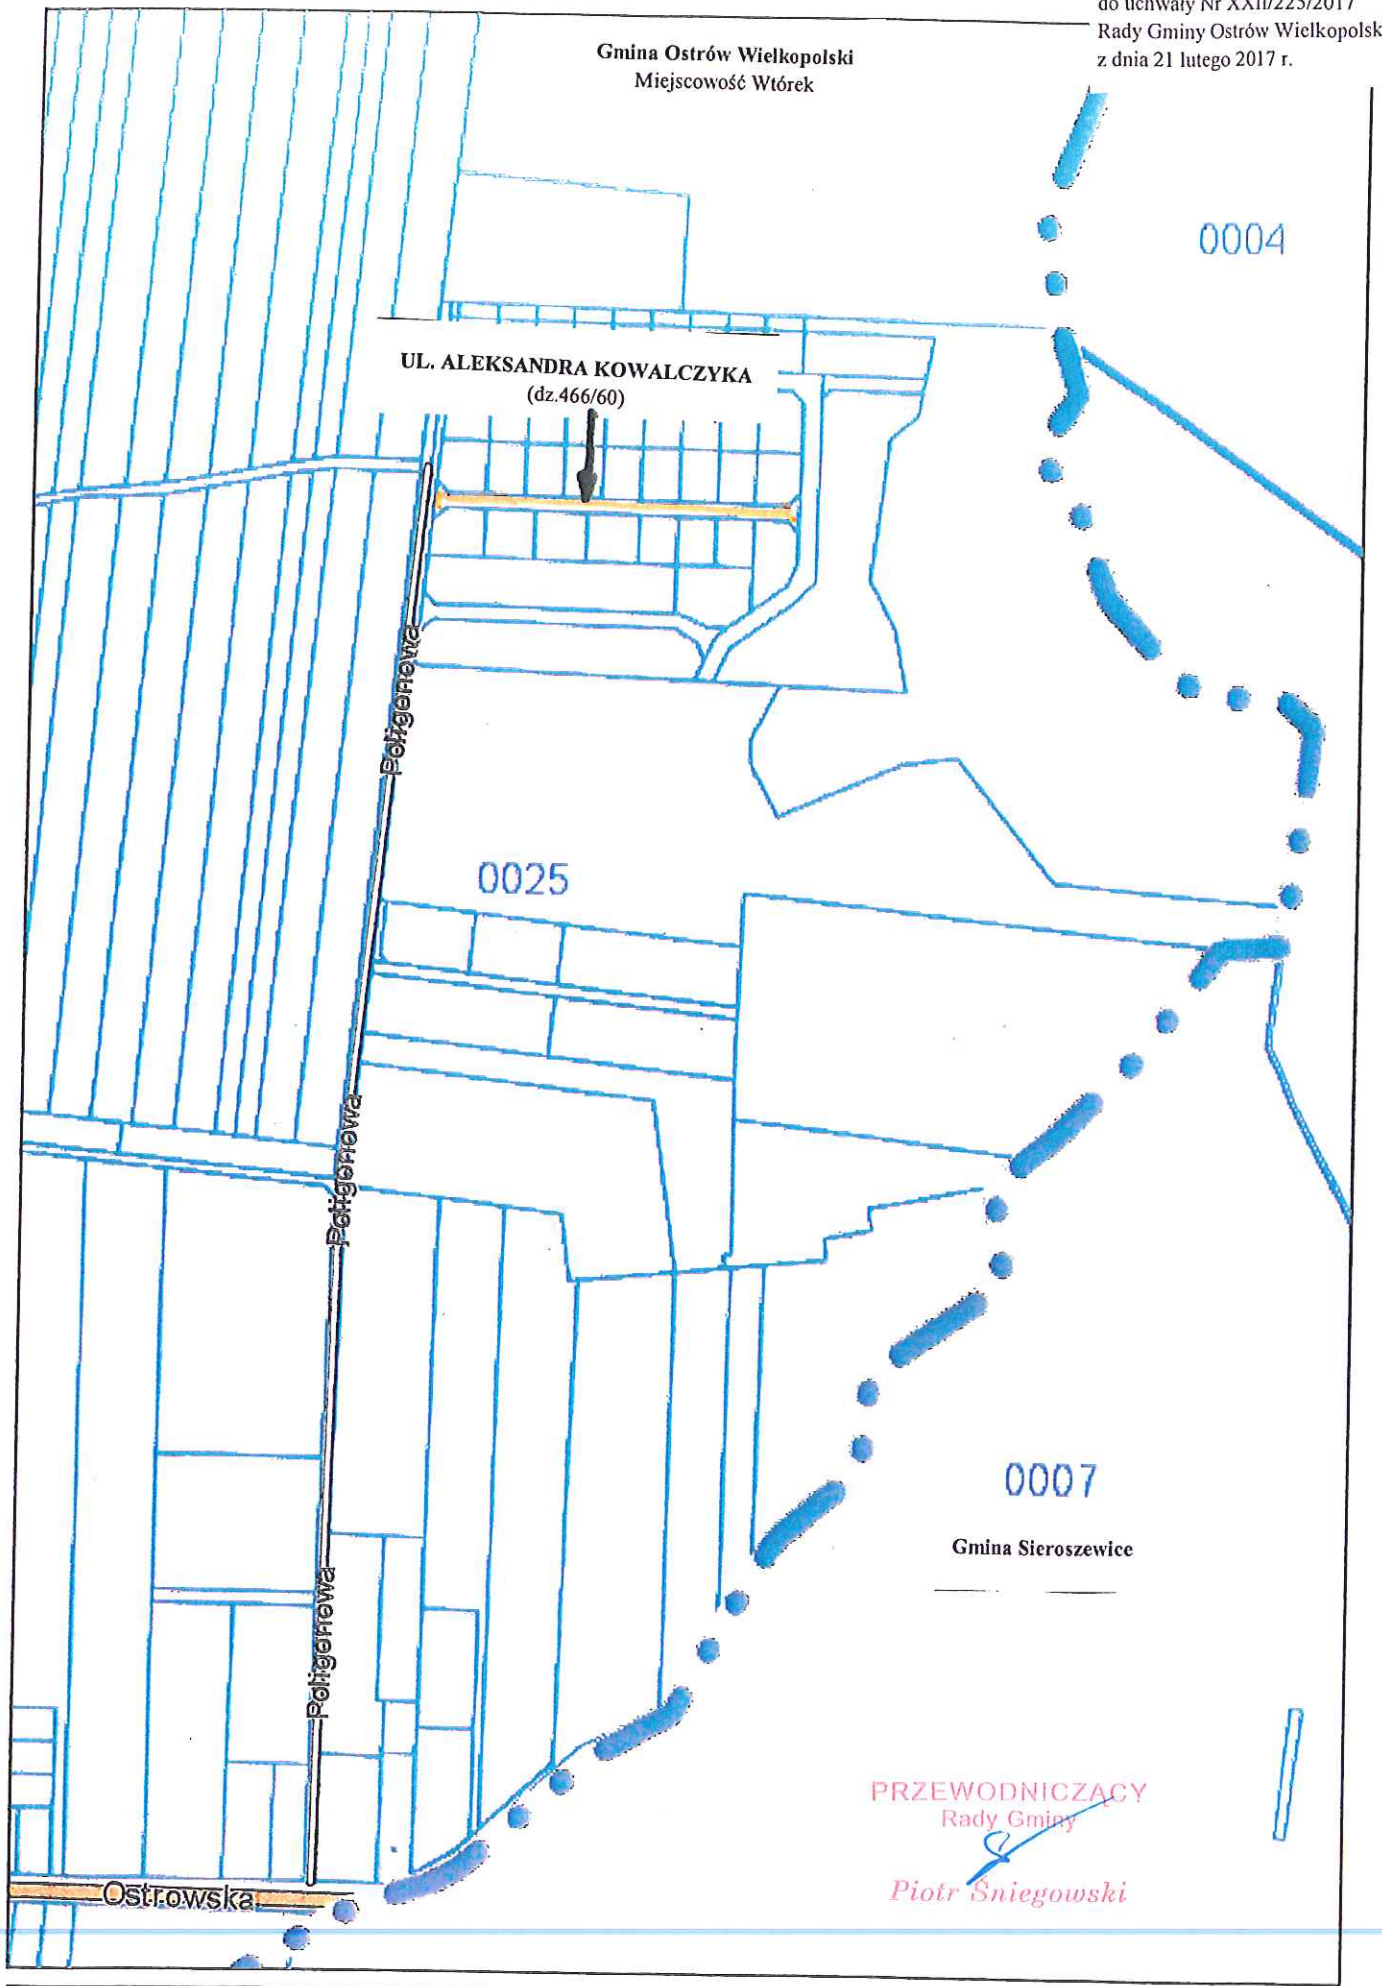 do uchwały Nr XXII/225/2017
Rady Gminy Ostrów Wielkopolsk
z dnia 21 lutego 2017 r.
Gmina Ostrów Wielkopolski
Miejscowość Wtórek
0004
UL. ALEKSANDRA KOWALCZYKA
(dz.466/60)
Poligonowa
0025
Poligonowa
0007
Gmina Sieroszewice
Poligonowa
PRZEWODNICZĄCY
Rady Gminy
Piotr Śniegowski
Ostrowska